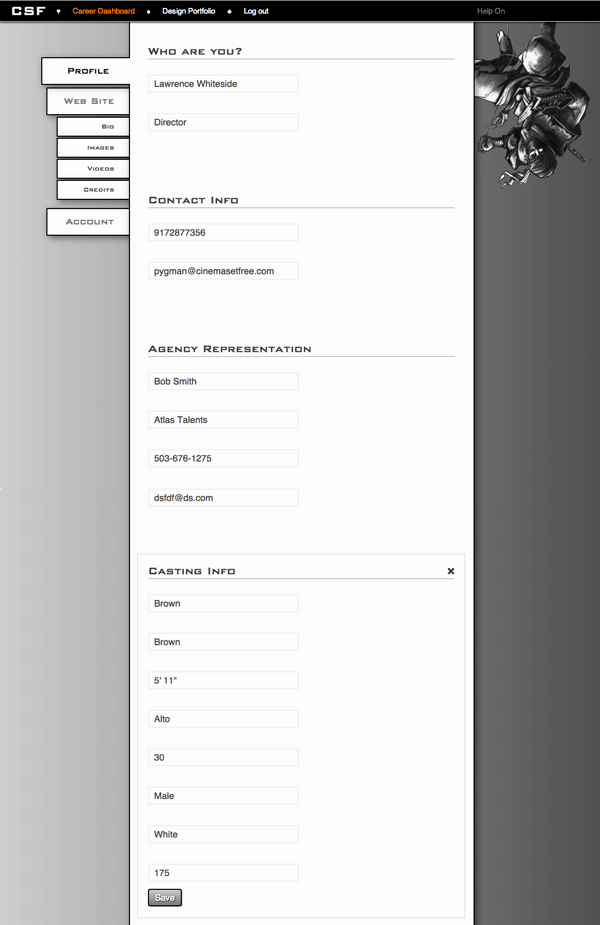 CSF ♥ Career Dashboard ♠ Design Portfolio ♠ Log out Help On
Profile
Web Site
Bio
Images
Videos
Credits
Account
Who are you?
Lawrence Whiteside
Director
Contact Info
9172877356
pygman@cinemasetfree.com
Agency Representation
Bob Smith
Atlas Talents
503-676-1275
dsfdf@ds.com
Casting Info
Brown
Brown
5' 11"
Alto
30
Male
White
175
Save